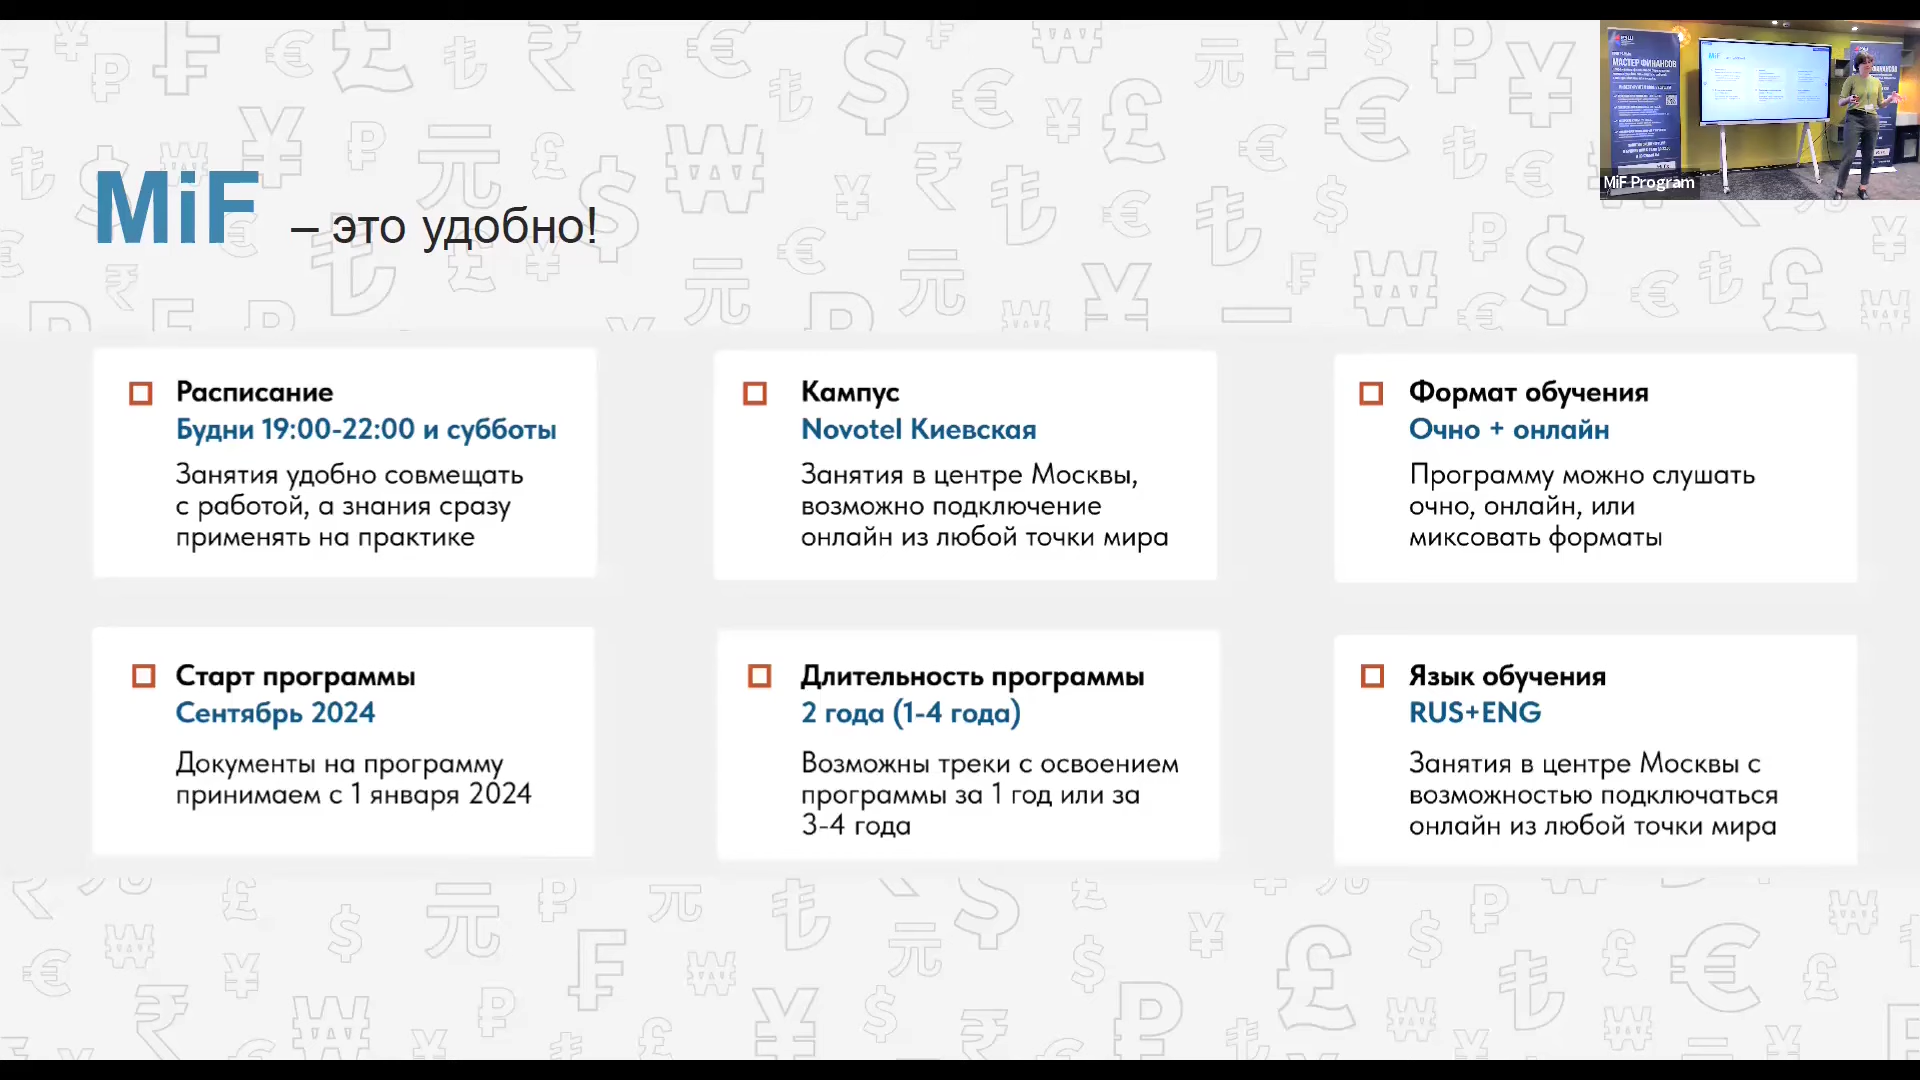 MiF – это удобно!
MiF Program
МАСТЕР ФИНАНСОВ
Расписание
Будни 19:00-22:00 и субботы
Занятия удобно совмещать
с работой, а знания сразу
применять на практике
Кампус
Novotel Киевская
Занятия в центре Москвы,
возможно подключение
онлайн из любой точки мира
Формат обучения
Очно + онлайн
Программу можно слушать
очно, онлайн, или
миксовать форматы
Старт программы
Сентябрь 2024
Документы на программу
принимаем с 1 января 2024
Длительность программы
2 года (1-4 года)
Возможны треки с освоением
программы за 1 год или за
3-4 года
Язык обучения
RUS+ENG
Занятия в центре Москвы с
возможностью подключаться
онлайн из любой точки мира